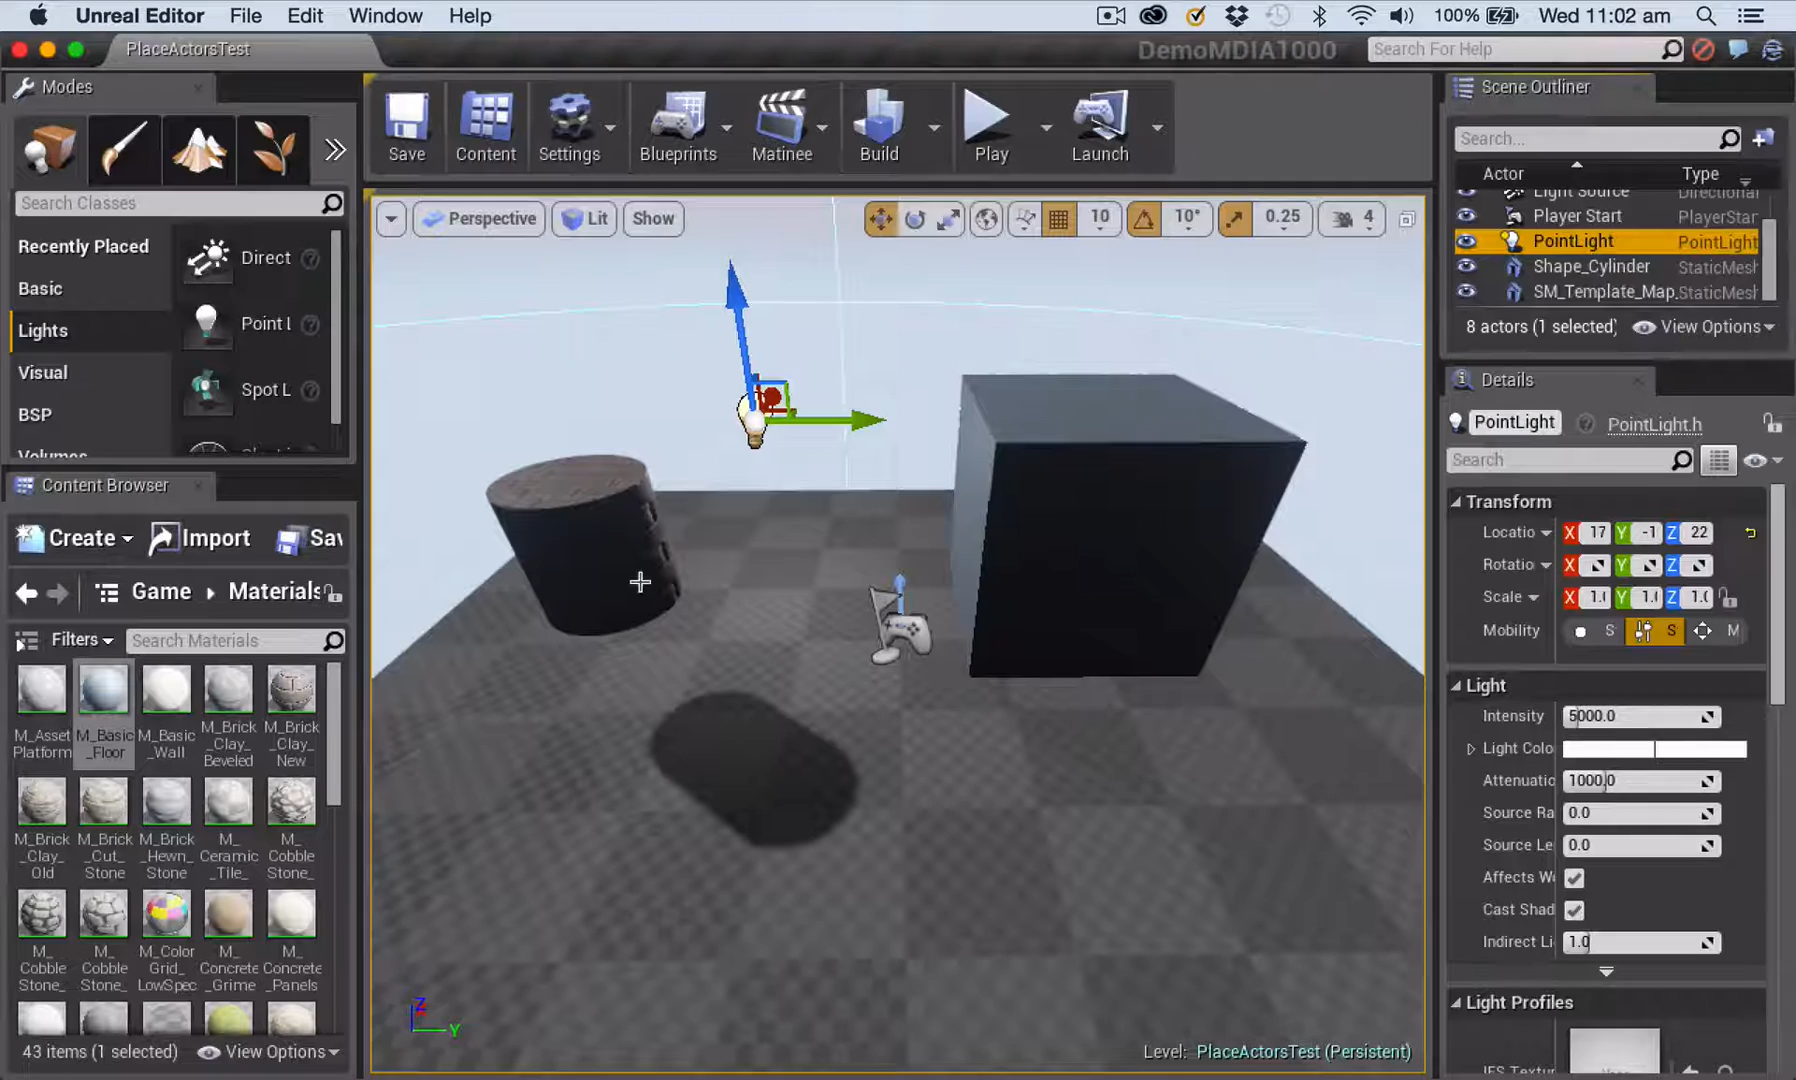 Unreal Editor File Edit Window Help 100% Wed 11:02 am
PlaceActorsTest DemoMDIA1000 Search For Help
Modes
Save Content Settings Blueprints Matinee Build Play Launch
Search Classes
Recently Placed
Basic
Lights
Visual
BSP
Volumes
Direct
Point L
Spot L
Perspective Lit Show 10 10° 0.25 4
Scene Outliner
Search...
Actor Type
Light Source Directional
Player Start PlayerStar
PointLight PointLight
Shape_Cylinder StaticMesh
SM_Template_Map_ StaticMesh
8 actors (1 selected) View Options
Content Browser
Create Import Sav
Game Materials
Filters Search Materials
M_Asset
Platform
M_Basic
_Floor
M_Basic
_Wall
M_Brick
_Clay_
Beveled
M_Brick
_Clay_
New
M_Brick
_Clay_
Old
M_Brick
_Cut_
Stone
M_Brick
_Hewn_
Stone
M_
Ceramic
_Tile_
M_
Cobble
Stone_
M_
Cobble
Stone_
M_
Cobble
Stone_
M_Color
Grid_
LowSpec
M_
Concrete
_Grime
M_
Concrete
_Panels
43 items (1 selected) View Options
Z
Y
Level: PlaceActorsTest (Persistent)
Details
PointLight PointLight.h
Search
Transform
Locatio X 17 Y -1 Z 22
Rotatio X Y Z
Scale X 1.( Y 1.( Z 1.(
Mobility S S M
Light
Intensity 5000.0
Light Colo
Attenuatio 1000.0
Source Ra 0.0
Source Le 0.0
Affects W
Cast Shad
Indirect Li 1.0
Light Profiles
IES Textur